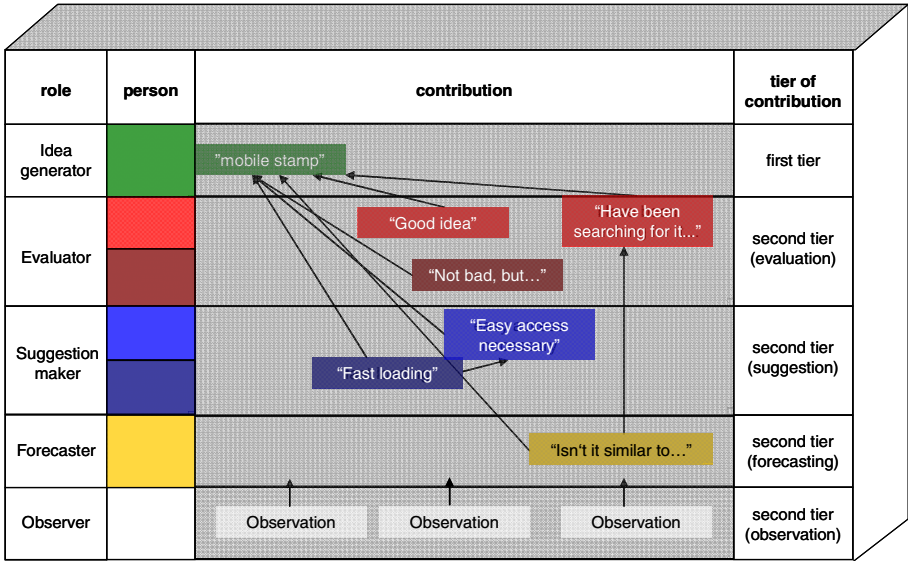 role
person
contribution
tier of
contribution
Idea
generator
"mobile stamp"
first tier
Evaluator
"Good idea"
"Have been
searching for it..."
"Not bad, but…"
second tier
(evaluation)
Suggestion
maker
"Easy access
necessary"
"Fast loading"
second tier
(suggestion)
Forecaster
"Isn't it similar to…"
second tier
(forecasting)
Observer
Observation
Observation
Observation
second tier
(observation)